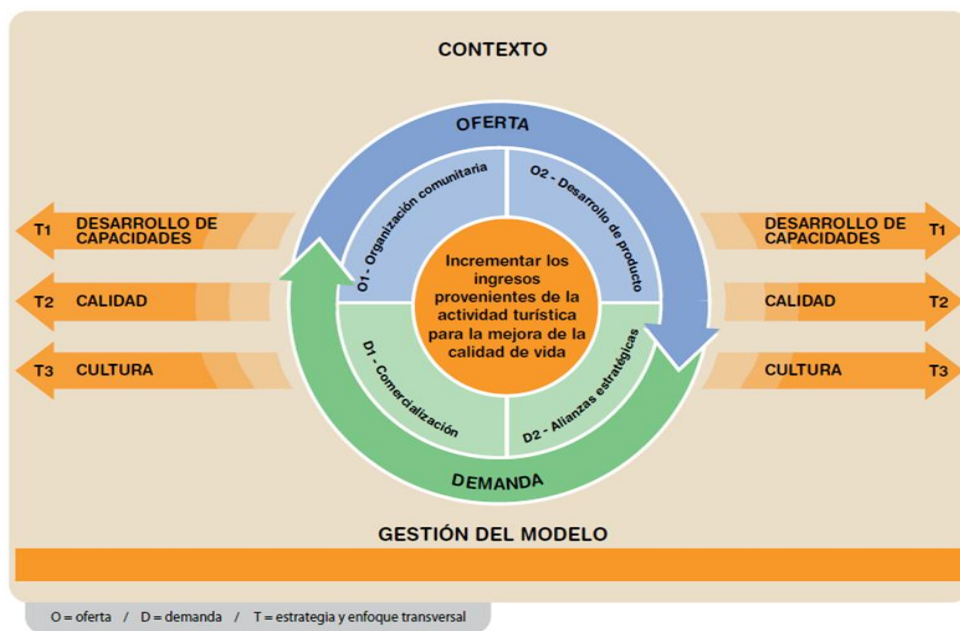 CONTEXTO
OFERTA
O1 - Organización comunitaria
O2 - Desarrollo de producto
T1
DESARROLLO DE
CAPACIDADES
T2
CALIDAD
T3
CULTURA
Incrementar los
ingresos
provenientes de la
actividad turística
para la mejora de la
calidad de vida
DESARROLLO DE
CAPACIDADES
T1
CALIDAD
T2
CULTURA
T3
D1 - Comercialización
D2 - Alianzas estratégicas
DEMANDA
GESTIÓN DEL MODELO
O = oferta / D = demanda / T = estrategia y enfoque transversal